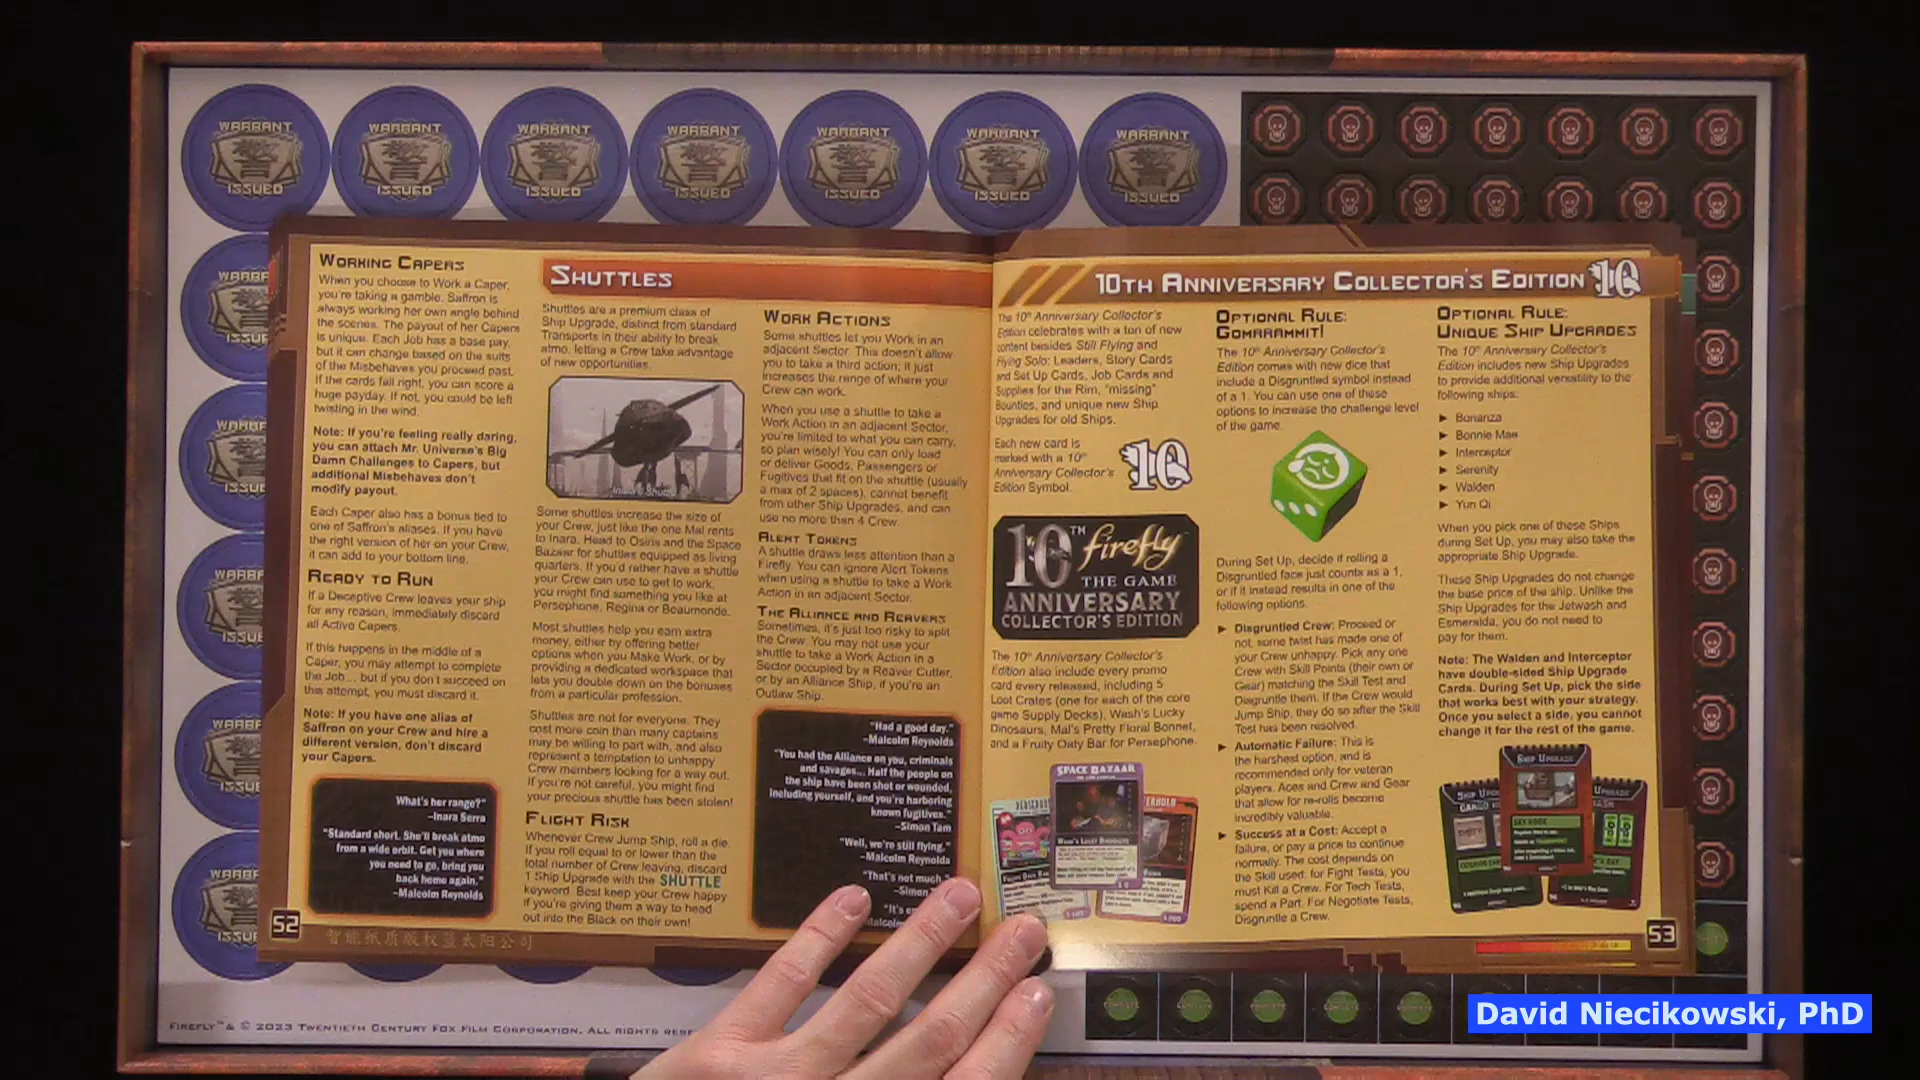 WARRANT ISSUED
WARRANT ISSUED
WARRANT ISSUED
WARRANT ISSUED
WARRANT ISSUED
WARRANT ISSUED
WARRANT ISSUED
WORKING CAPERS
When you choose to Work a Caper,
you're taking a gamble. Saffron is
always working her own angle behind
the scenes. The payout of her Capers
is unique. Each Job has a base pay,
but it can change based on the suits
of the Misbehaves you proceed past.
If the cards fall right, you can score a
huge payday. If not, you could be left
twisting in the wind.
Note: If you're feeling really daring,
you can attach Mr. Universe's Big
Damn Challenges to Capers, but
additional Misbehaves don't
modify payout.
Each Caper also has a bonus tied to
one of Saffron's aliases. If you have
the right version of her on your Crew,
it can add to your bottom line.
READY TO RUN
If a Deceptive Crew leaves your ship
for any reason, immediately discard
all Active Capers.
If this happens in the middle of a
Caper, you may attempt to complete
the Job... but if you don't succeed on
this attempt, you must discard it.
Note: If you have one alias of
Saffron on your Crew and hire a
different version, don't discard
your Capers.
What's her range?"
–Inara Serra
"Standard short. She'll break atmo
from a wide orbit. Get you where
you need to go, bring you
back home again."
–Malcolm Reynolds
52
SHUTTLES
Shuttles are a premium class of
Ship Upgrade, distinct from standard
Transports in their ability to break
atmo, letting a Crew take advantage
of new opportunities.
Inara's Shuttle
Some shuttles increase the size of
your Crew, just like the one Mal rents
to Inara. Head to Osiris and the Space
Bazaar for shuttles equipped as living
quarters. If you'd rather have a shuttle
your Crew can use to get to work,
you might find something you like at
Persephone, Regina or Beaumonde.
Most shuttles help you earn extra
money, either by offering better
options when you Make Work, or by
providing a dedicated workspace that
lets you double down on the bonuses
from a particular profession.
Shuttles are not for everyone. They
cost more coin than many captains
may be willing to part with, and also
represent a temptation to unhappy
Crew members looking for a way out.
If you're not careful, you might find
your precious shuttle has been stolen!
FLIGHT RISK
Whenever Crew Jump Ship, roll a die.
If you roll equal to or lower than the
total number of Crew leaving, discard
1 Ship Upgrade with the SHUTTLE
keyword. Best keep your Crew happy
if you're giving them a way to head
out into the Black on their own!
WORK ACTIONS
Some shuttles let you Work in an
adjacent Sector. This doesn't allow
you to take a third action; it just
increases the range of where your
Crew can work.
When you use a shuttle to take a
Work Action in an adjacent Sector,
you're limited to what you can carry,
so plan wisely! You can only load
or deliver Goods, Passengers or
Fugitives that fit on the shuttle (usually
a max of 2 spaces), cannot benefit
from other Ship Upgrades, and can
use no more than 4 Crew.
ALERT TOKENS
A shuttle draws less attention than a
Firefly. You can ignore Alert Tokens
when using a shuttle to take a Work
Action in an adjacent Sector.
THE ALLIANCE AND REAVERS
Sometimes, it's just too risky to split
the Crew. You may not use your
shuttle to take a Work Action in a
Sector occupied by a Reaver Cutter,
or by an Alliance Ship, if you're an
Outlaw Ship.
"Had a good day."
–Malcolm Reynolds
"You had the Alliance on you, criminals
and savages... Half the people on
the ship have been shot or wounded,
including yourself, and you're harboring
known fugitives."
–Simon Tam
"Well, we're still flying."
–Malcolm Reynolds
"That's not much."
–Simon
10TH ANNIVERSARY COLLECTOR'S EDITION 10
The 10th Anniversary Collector's
Edition celebrates with a ton of new
content besides Still Flying and
Flying Solo: Leaders, Story Cards
and Set Up Cards, Job Cards and
Supplies for the Rim, "missing"
Bounties, and unique new Ship
Upgrades for old Ships.
Each new card is
marked with a 10th
Anniversary Collector's
Edition Symbol.
10
10TH firefly
THE GAME
ANNIVERSARY
COLLECTOR'S EDITION
The 10th Anniversary Collector's
Edition also include every promo
card every released, including 5
Loot Crates (one for each of the core
game Supply Decks), Wash's Lucky
Dinosaurs, Mal's Pretty Floral Bonnet,
and a Fruity Oaty Bar for Persephone.
SPACE BAZAAR
WASH'S LUCKY DINOSAURS
OPTIONAL RULE:
GORRAMMIT!
The 10th Anniversary Collector's
Edition comes with new dice that
include a Disgruntled symbol instead
of a 1. You can use one of these
options to increase the challenge level
of the game.
During Set Up, decide if rolling a
Disgruntled face just counts as a 1,
or if it instead results in one of the
following options.
► Disgruntled Crew: Proceed or
not, some twist has made one of
your Crew unhappy. Pick any one
Crew with Skill Points (their own or
Gear) matching the Skill Test and
Disgruntle them. If the Crew would
Jump Ship, they do so after the Skill
Test has been resolved.
► Automatic Failure: This is
the harshest option, and is
recommended only for veteran
players. Aces and Crew and Gear
that allow for re-rolls become
incredibly valuable.
► Success at a Cost: Accept a
failure, or pay a price to continue
normally. The cost depends on
the Skill used: for Fight Tests, you
must Kill a Crew. For Tech Tests,
spend a Part. For Negotiate Tests,
Disgruntle a Crew.
OPTIONAL RULE:
UNIQUE SHIP UPGRADES
The 10th Anniversary Collector's
Edition includes new Ship Upgrades
to provide additional versatility to the
following ships:
► Bonanza
► Bonnie Mae
► Interceptor
► Serenity
► Walden
► Yun Qi
When you pick one of these Ships
during Set Up, you may also take the
appropriate Ship Upgrade.
These Ship Upgrades do not change
the base price of the ship. Unlike the
Ship Upgrades for the Jetwash and
Esmeralda, you do not need to
pay for them.
Note: The Walden and Interceptor
have double-sided Ship Upgrade
Cards. During Set Up, pick the side
that works best with your strategy.
Once you select a side, you cannot
change it for the rest of the game.
SHIP UPGRADE
SKY HOOK
53
FIREFLY™ & © 2023 TWENTIETH CENTURY FOX FILM CORPORATION. ALL RIGHTS
David Niecikowski, PhD